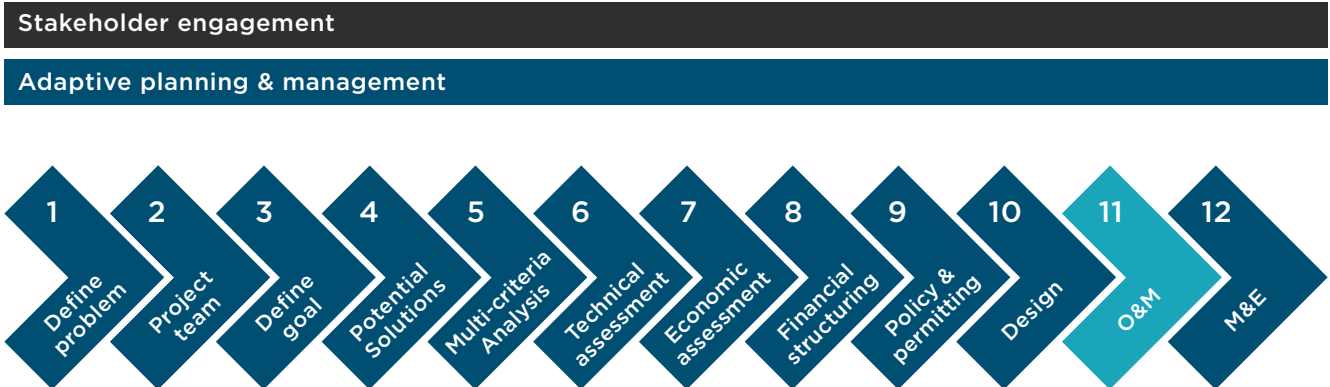 Stakeholder engagement
Adaptive planning & management
1
Define
problem
2
Project
team
3
Define
goal
4
Potential
Solutions
5
Multi-criteria
Analysis
6
Technical
assessment
7
Economic
assessment
8
Financial
structuring
9
Policy &
permitting
10
Design
11
O&M
12
M&E